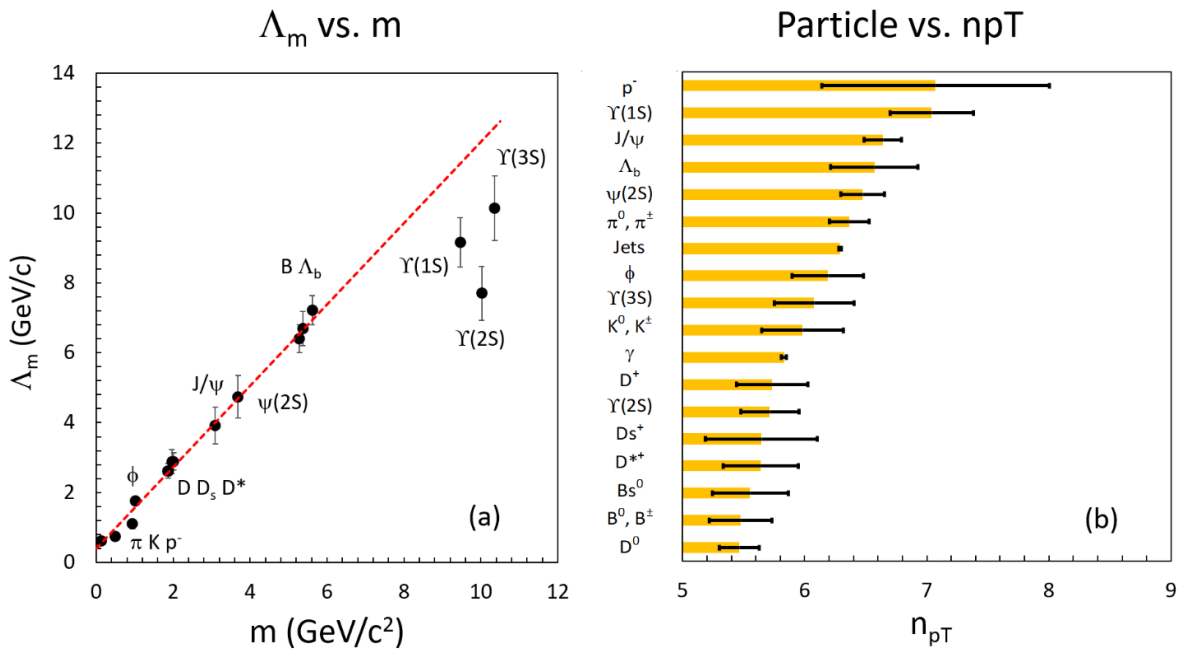 Λm vs. m
14
12
10
8
6
4
2
0
Λm (GeV/c)
ϒ(3S)
ϒ(1S)
ϒ(2S)
B Λb
J/ψ
ψ(2S)
ϕ
D Ds D*
π K p-
(a)
0 2 4 6 8 10 12
m (GeV/c²)
Particle vs. npT
p-
ϒ(1S)
J/ψ
Λb
ψ(2S)
π⁰, π±
Jets
ϕ
ϒ(3S)
K⁰, K±
γ
D⁺
ϒ(2S)
Ds⁺
D*⁺
Bs⁰
B⁰, B±
D⁰
(b)
5 6 7 8 9
npT